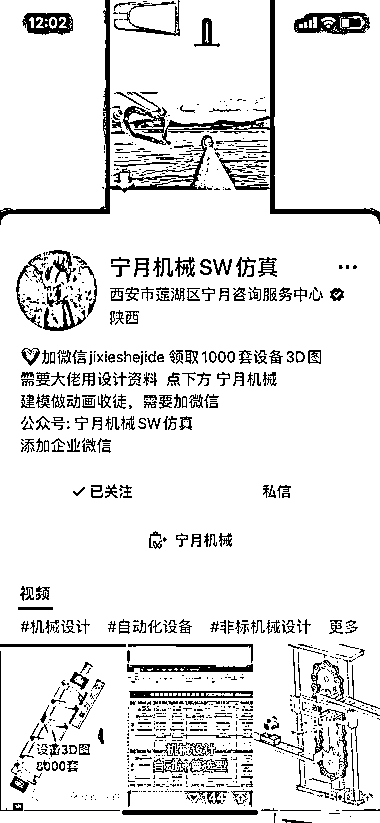 12:02
宁月机械SW仿真
西安市莲湖区宁月咨询服务中心
陕西
加微信jixieshejide 领取1000套设备3D图
需要大佬用设计资料 点下方 宁月机械
建模做动画收徒，需要加微信
公众号: 宁月机械SW仿真
添加企业微信
已关注
私信
宁月机械
视频
#机械设计 #自动化设备 #非标机械设计 更多
设备3D图
8000套
机械设计